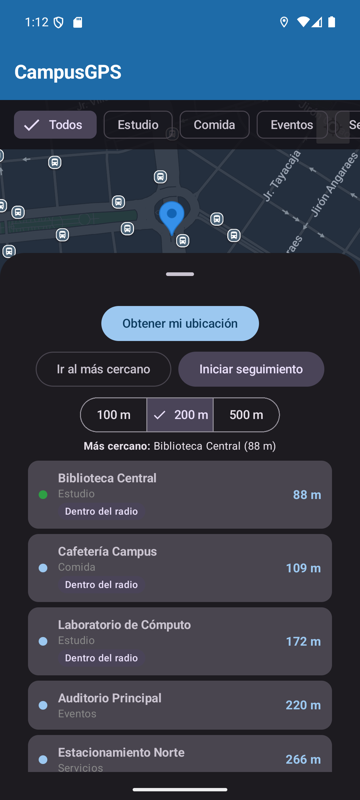 1:12
CampusGPS
Todos
Estudio
Comida
Eventos
Se
Jr. Tayacaja
Jirón Angaraes
araes
Obtener mi ubicación
Ir al más cercano
Iniciar seguimiento
100 m
200 m
500 m
Más cercano: Biblioteca Central (88 m)
Biblioteca Central
Estudio
88 m
Dentro del radio
Cafetería Campus
Comida
109 m
Dentro del radio
Laboratorio de Cómputo
Estudio
172 m
Dentro del radio
Auditorio Principal
Eventos
220 m
Estacionamiento Norte
Servicios
266 m